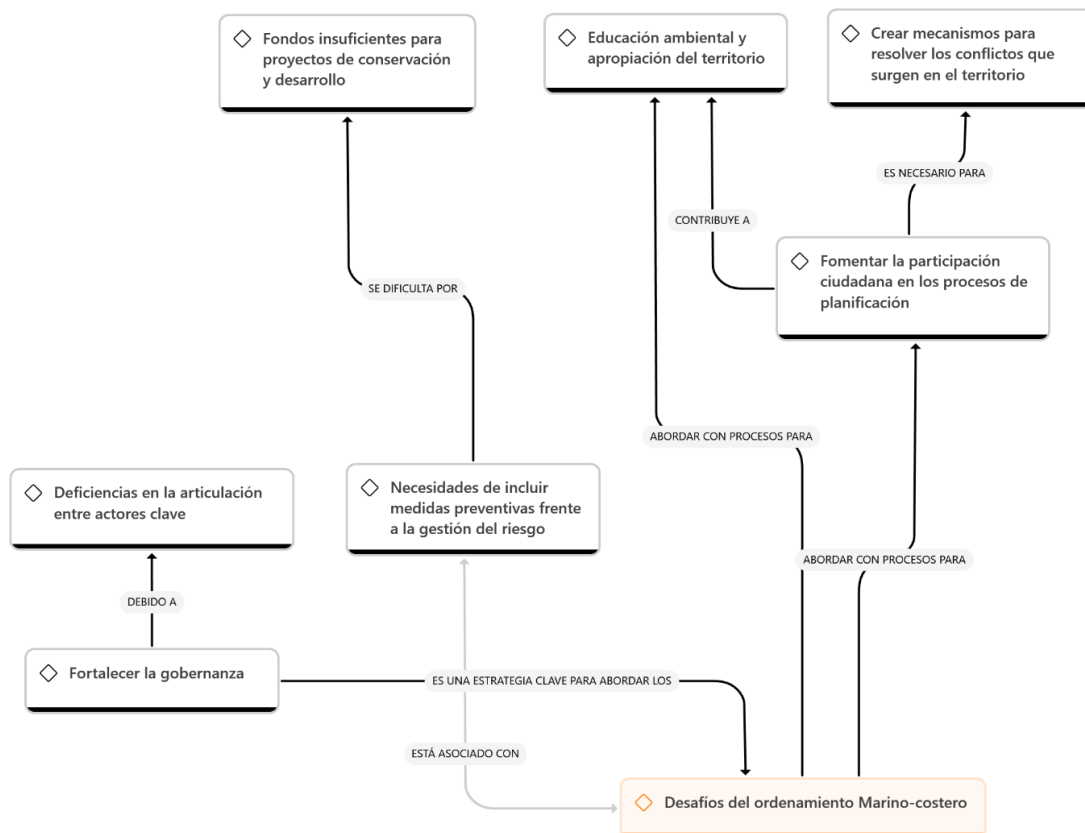 Fondos insuficientes para
proyectos de conservación
y desarrollo
Educación ambiental y
apropiación del territorio
Crear mecanismos para
resolver los conflictos que
surgen en el territorio
ES NECESARIO PARA
CONTRIBUYE A
Fomentar la participación
ciudadana en los procesos de
planificación
SE DIFICULTA POR
ABORDAR CON PROCESOS PARA
Deficiencias en la articulación
entre actores clave
Necesidades de incluir
medidas preventivas frente
a la gestión del riesgo
ABORDAR CON PROCESOS PARA
DEBIDO A
Fortalecer la gobernanza
ES UNA ESTRATEGIA CLAVE PARA ABORDAR LOS
ESTÁ ASOCIADO CON
Desafíos del ordenamiento Marino-costero